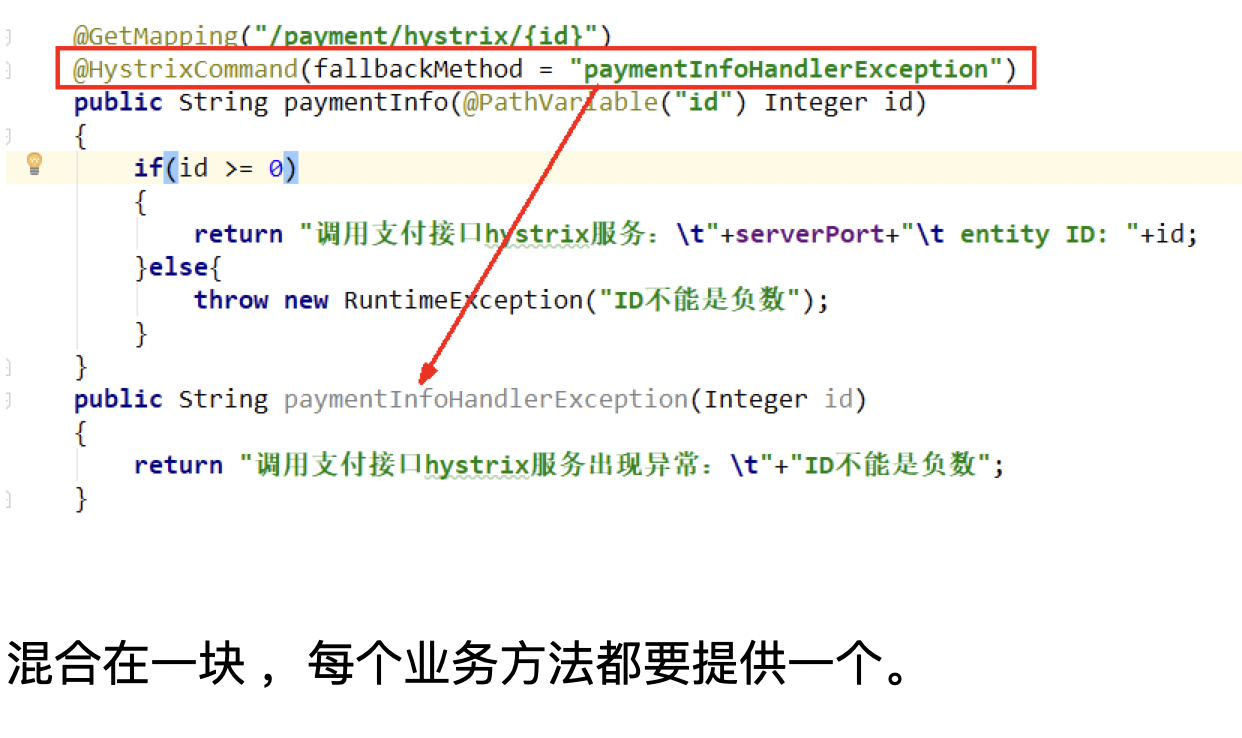 @GetMapping("/payment/hystrix/{id}")
@HystrixCommand(fallbackMethod = "paymentInfoHandlerException")
public String paymentInfo(@PathVariable("id") Integer id)
{
if(id >= 0)
{
return "调用支付接口hystrix服务: \t"+serverPort+"\t entity ID: "+id;
}else{
throw new RuntimeException("ID不能是负数");
}
}
public String paymentInfoHandlerException(Integer id)
{
return "调用支付接口hystrix服务出现异常: \t"+"ID不能是负数";
}
混合在一块 ，每个业务方法都要提供一个。